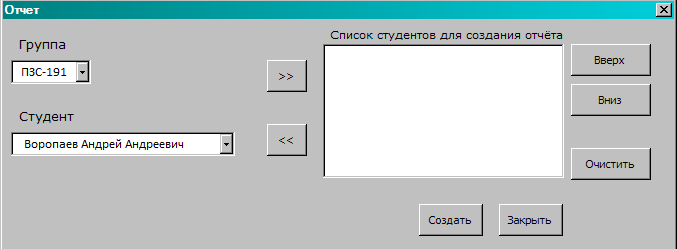 Отчет
Группа
ПЗС-191
Студент
Воропаев Андрей Андреевич
>>
<<
Список студентов для создания отчёта
Вверх
Вниз
Очистить
Создать
Закрыть